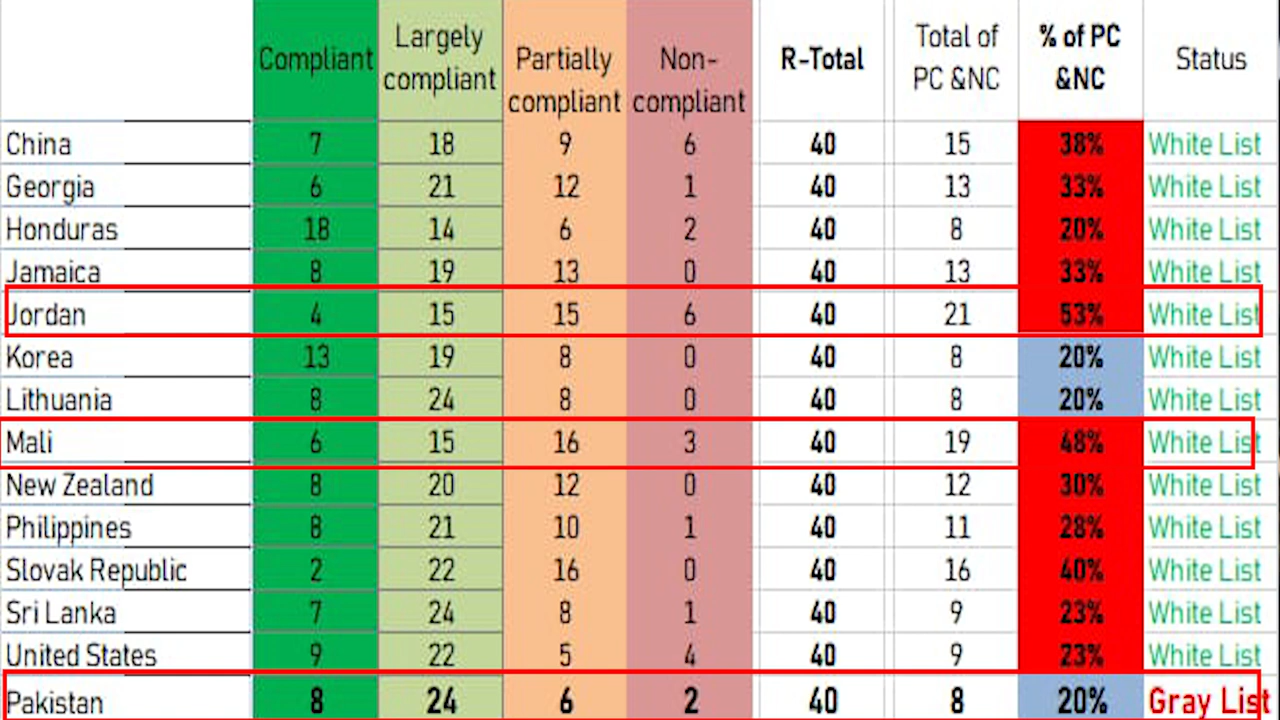 Compliant Largely compliant Partially compliant Non-compliant R-Total Total of PC &NC % of PC &NC Status
China 7 18 9 6 40 15 38% White List
Georgia 6 21 12 1 40 13 33% White List
Honduras 18 14 6 2 40 8 20% White List
Jamaica 8 19 13 0 40 13 33% White List
Jordan 4 15 15 6 40 21 53% White List
Korea 13 19 8 0 40 8 20% White List
Lithuania 8 24 8 0 40 8 20% White List
Mali 6 15 16 3 40 19 48% White List
New Zealand 8 20 12 0 40 12 30% White List
Philippines 8 21 10 1 40 11 28% White List
Slovak Republic 2 22 16 0 40 16 40% White List
Sri Lanka 7 24 8 1 40 9 23% White List
United States 9 22 5 4 40 9 23% White List
Pakistan 8 24 6 2 40 8 20% Gray List